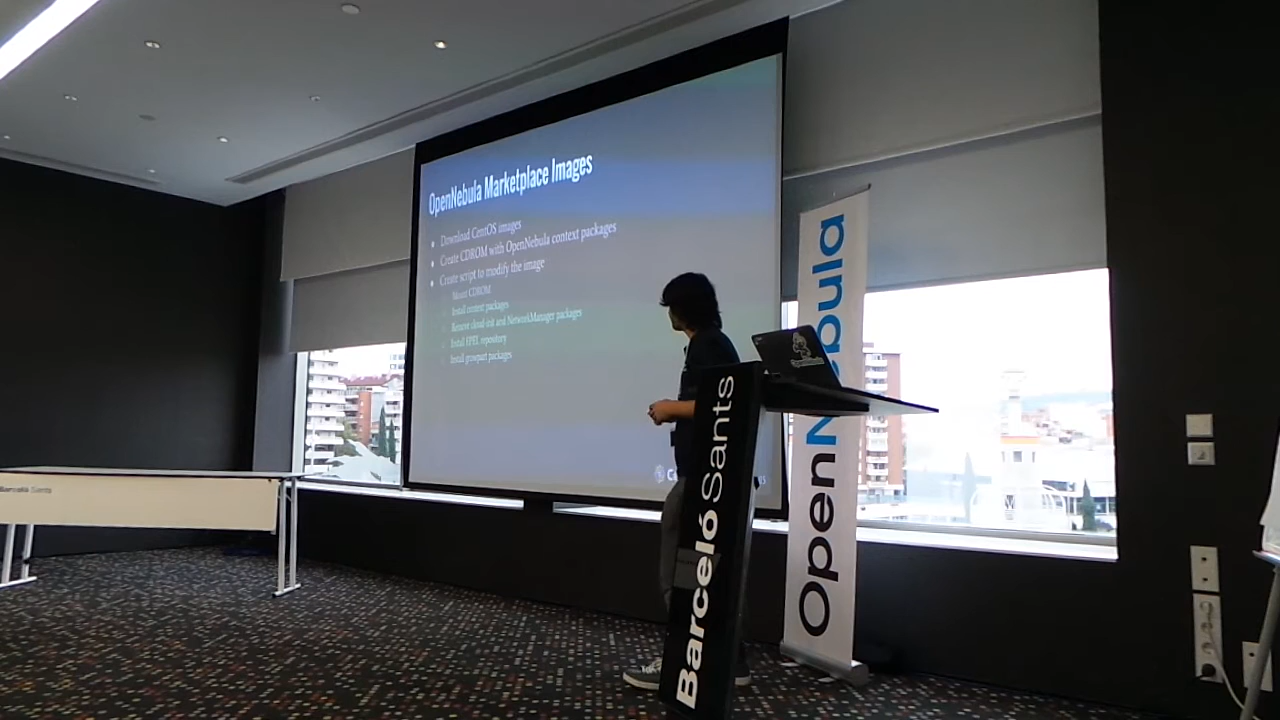 OpenNebula Marketplace Images
Download CentOS images
Create CDROM with OpenNebula context packages
Create script to modify the image
Mount CDROM
Install context packages
Remove cloud-init and NetworkManager packages
Install EPEL repository
Install growpart packages
OpenNebula
Barceló Sants
Barceló Sants